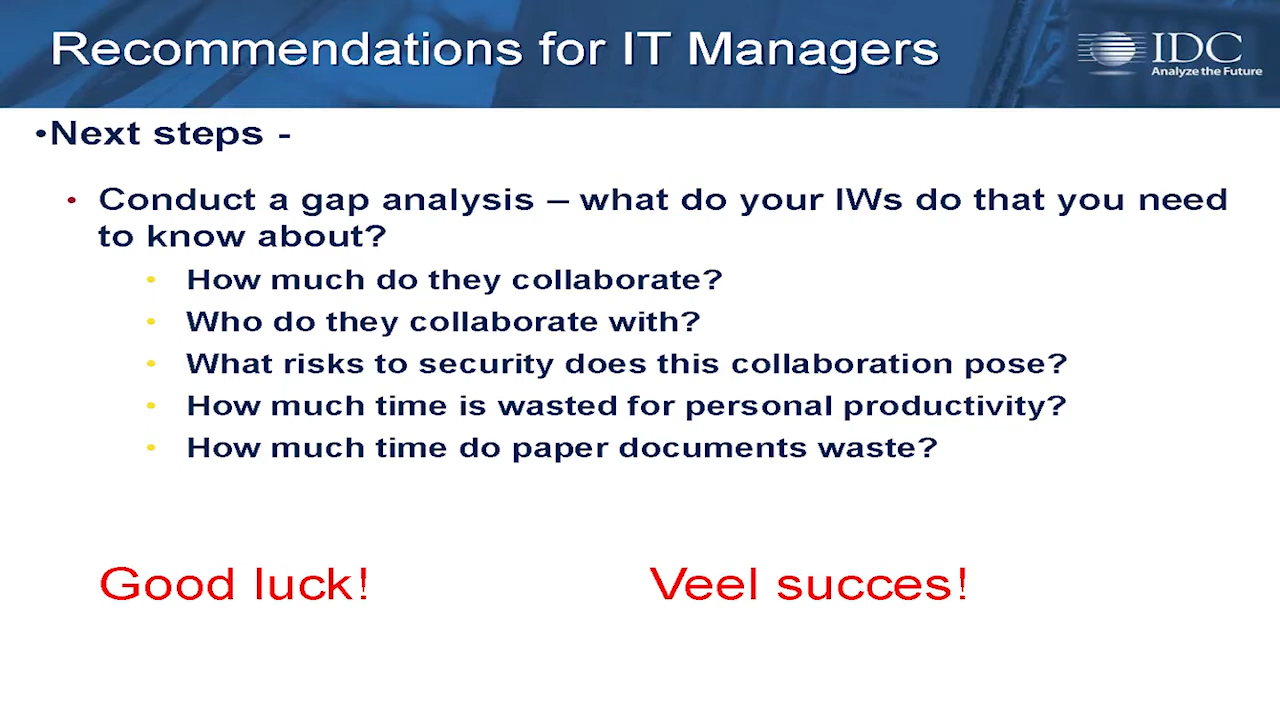 Recommendations for IT Managers
IDC
Analyze the Future
•Next steps -
• Conduct a gap analysis – what do your IWs do that you need
to know about?
• How much do they collaborate?
• Who do they collaborate with?
• What risks to security does this collaboration pose?
• How much time is wasted for personal productivity?
• How much time do paper documents waste?
Good luck! Veel succes!